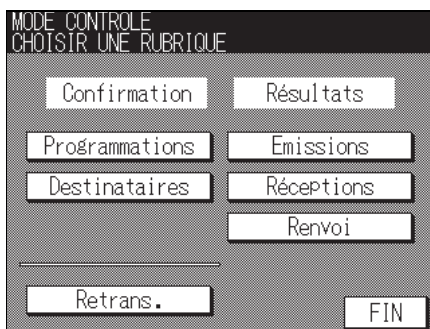 MODE CONTROLE
CHOISIR UNE RUBRIQUE
Confirmation Résultats
Programmations Emissions
Destinataires Réceptions
Renvoi
Retrans.
FIN